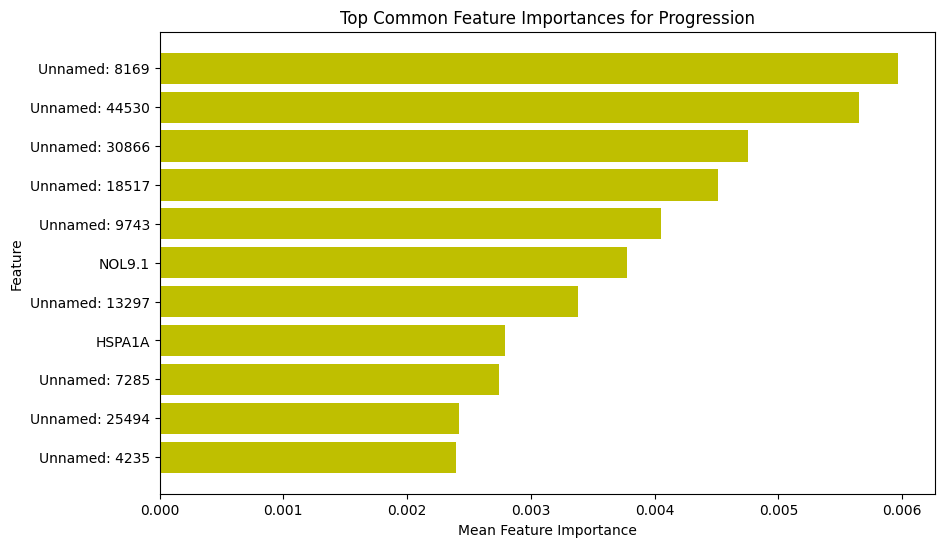 Top Common Feature Importances for Progression
Feature
Unnamed: 8169
Unnamed: 44530
Unnamed: 30866
Unnamed: 18517
Unnamed: 9743
NOL9.1
Unnamed: 13297
HSPA1A
Unnamed: 7285
Unnamed: 25494
Unnamed: 4235
0.000 0.001 0.002 0.003 0.004 0.005 0.006
Mean Feature Importance